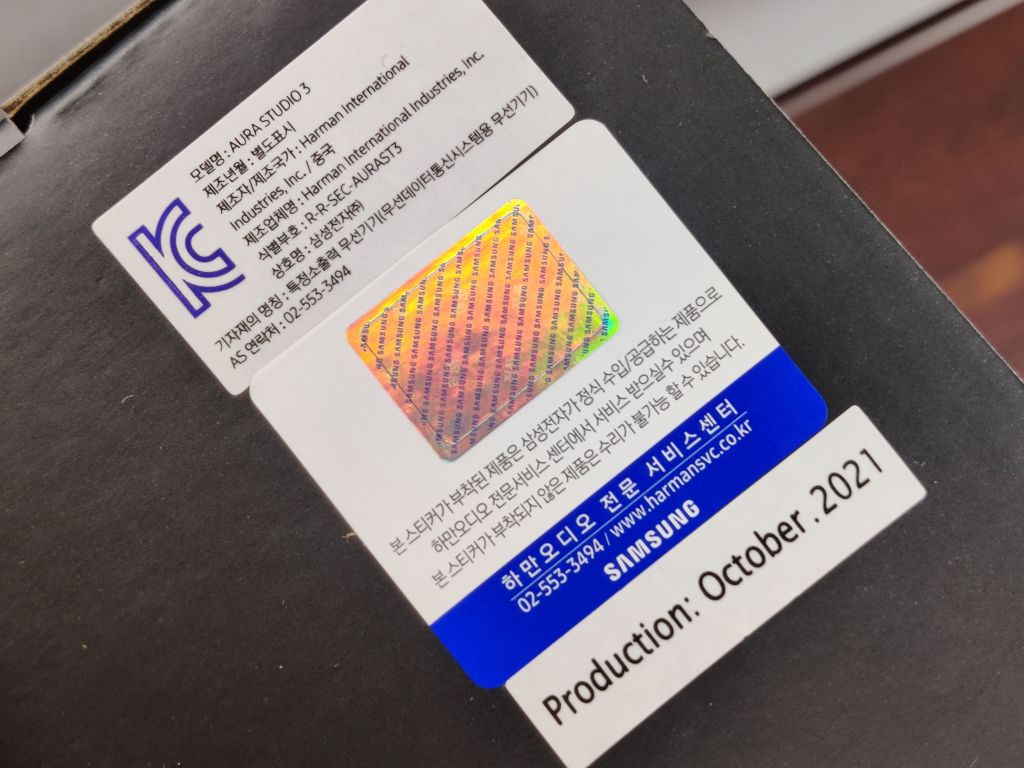 모델명 : AURA STUDIO 3
제조년월 : 별도표시
제조자/제조국가 : Harman International
Industries, Inc. / 중국
제조업체명 : Harman International Industries, Inc.
식별부호 : R-R-SEC-AURAST3
상호명 : 삼성전자㈜
기자재의 명칭 : 특정소출력 무선기기(무선데이터통신시스템용 무선기기)
AS 연락처 : 02-553-3494
SAMSUNG SAMSUNG SAMSUNG
본 스티커가 부착된 제품은 삼성전자가 정식 수입/공급하는 제품으로
하만오디오 전문서비스 센터에서 서비스 받으실수 있으며
본 스티커가 부착되지 않은 제품은 수리가 불가능 할 수 있습니다.
하만오디오 전문 서비스센터
02-553-3494 / www.harmansvc.co.kr
SAMSUNG
Production: October . 2021